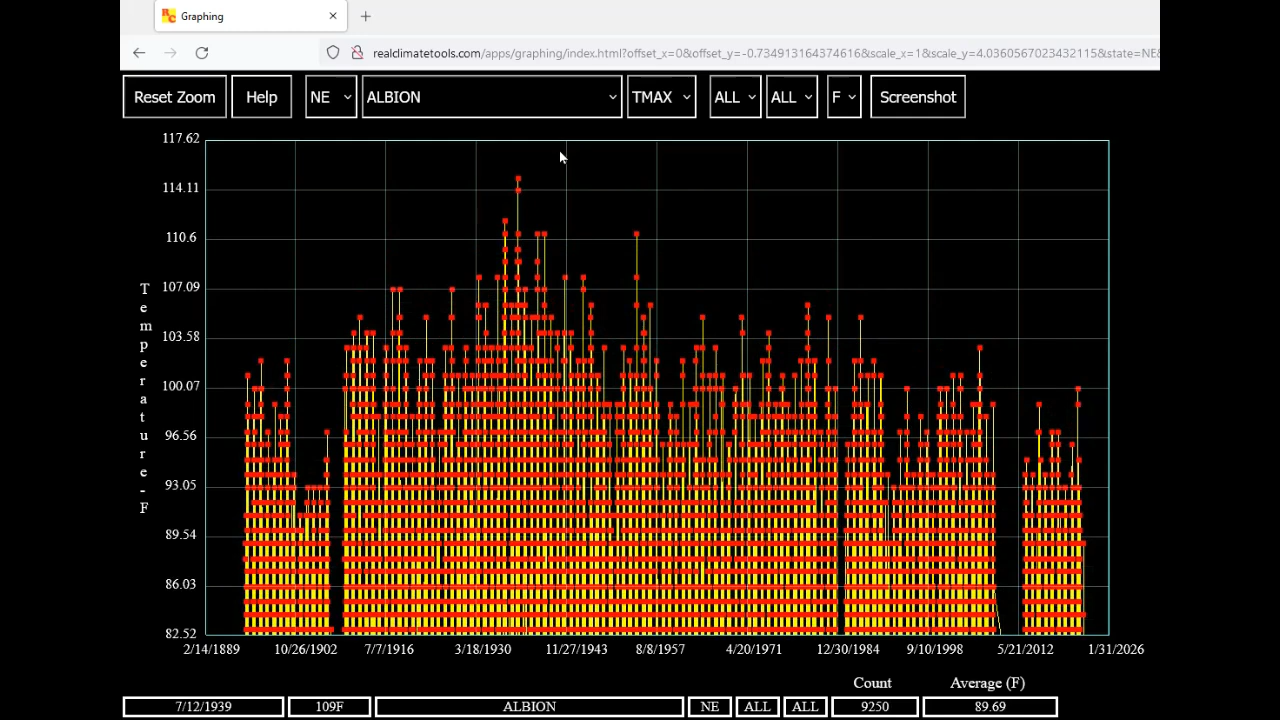 Graphing
realclimatetools.com/apps/graphing/index.html?offset_x=0&offset_y=-0.734913164374616&scale_x=1&scale_y=4.0360567023432115&state=NE&
Reset Zoom Help NE ALBION TMAX ALL ALL F Screenshot
117.62
114.11
110.6
107.09
103.58
100.07
96.56
93.05
89.54
86.03
82.52
Temperature-F
2/14/1889 10/26/1902 7/7/1916 3/18/1930 11/27/1943 8/8/1957 4/20/1971 12/30/1984 9/10/1998 5/21/2012 1/31/2026
Count Average (F)
7/12/1939 109F ALBION NE ALL ALL 9250 89.69